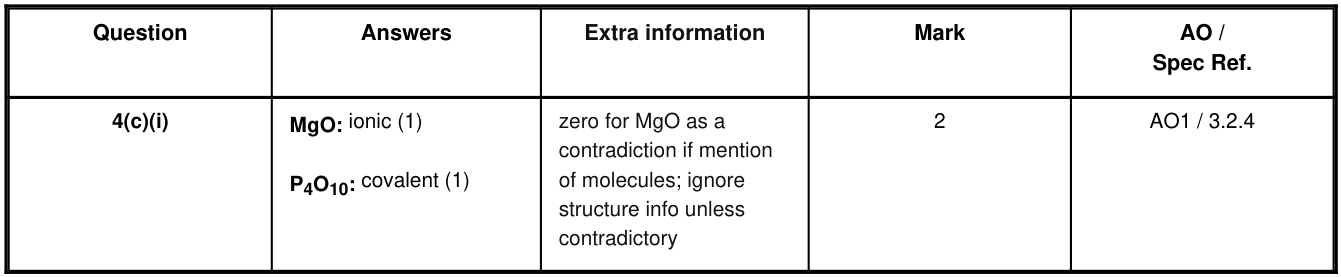 Question Answers Extra information Mark AO /
Spec Ref.
4(c)(i) MgO: ionic (1) zero for MgO as a 2 AO1 / 3.2.4
contradiction if mention
P4O10: covalent (1) of molecules; ignore
structure info unless
contradictory